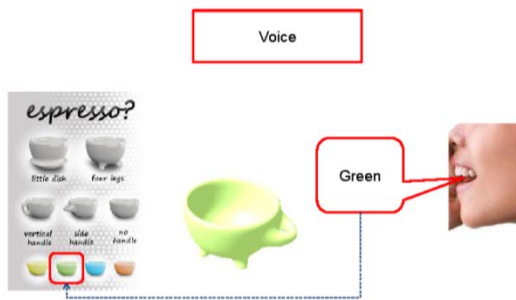 Voice
espresso?
little dish
four legs
vertical handle
side handle
no handle
Green